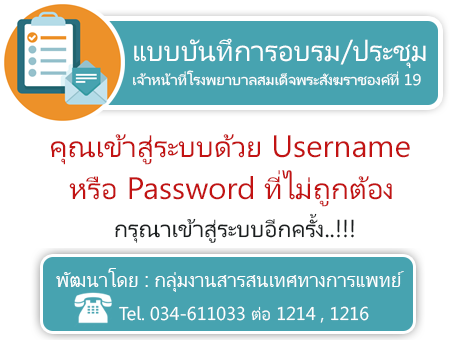 แบบบันทึการอบรม/ประชุม
เจ้าหน้าที่โรงพยาบาลสมเด็จพระสังฆราชองค์ที่ 19
คุณเข้าสู่ระบบด้วย Username
หรือ Password ที่ไม่ถูกต้อง
กรุณาเข้าสู่ระบบอีกครั้ง..!!!
พัฒนาโดย : กลุ่มงานสารสนเทศทางการแพทย์
Tel. 034-611033 ต่อ 1214 , 1216